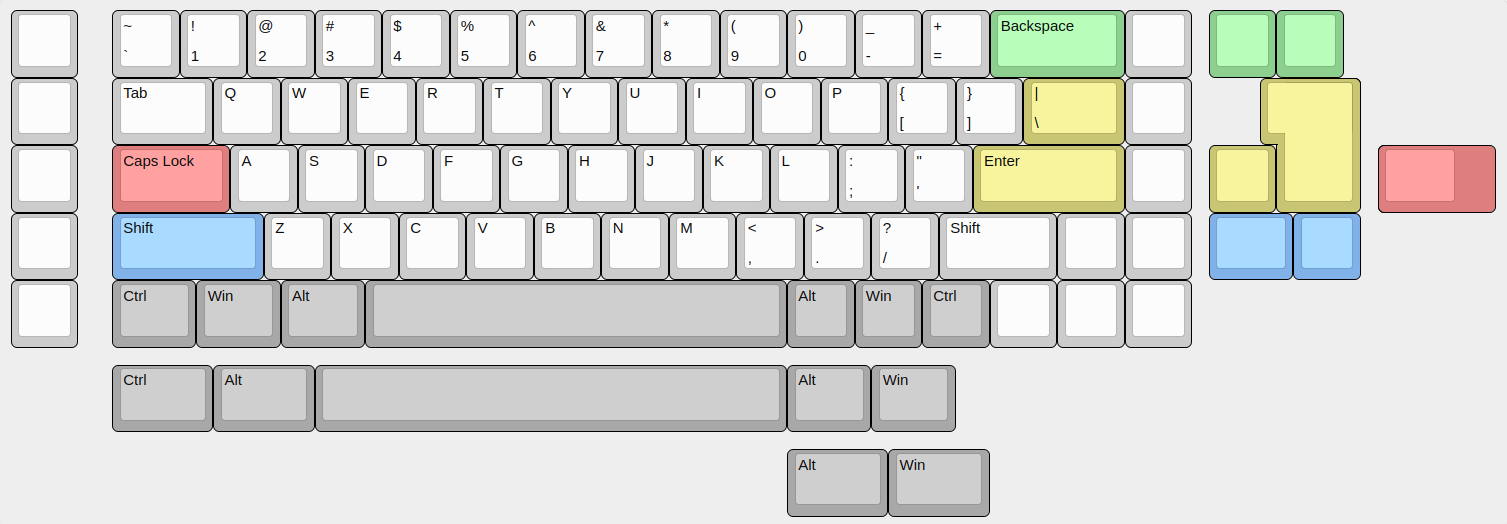 ~ ! @ # $ % ^ & * ( ) _ + Backspace
` 1 2 3 4 5 6 7 8 9 0 - =
Tab Q W E R T Y U I O P { } |
[ ] \
Caps Lock A S D F G H J K L : " Enter
; '
Shift Z X C V B N M < > ? Shift
, . /
Ctrl Win Alt Alt Win Ctrl
Ctrl Alt Alt Win
Alt Win